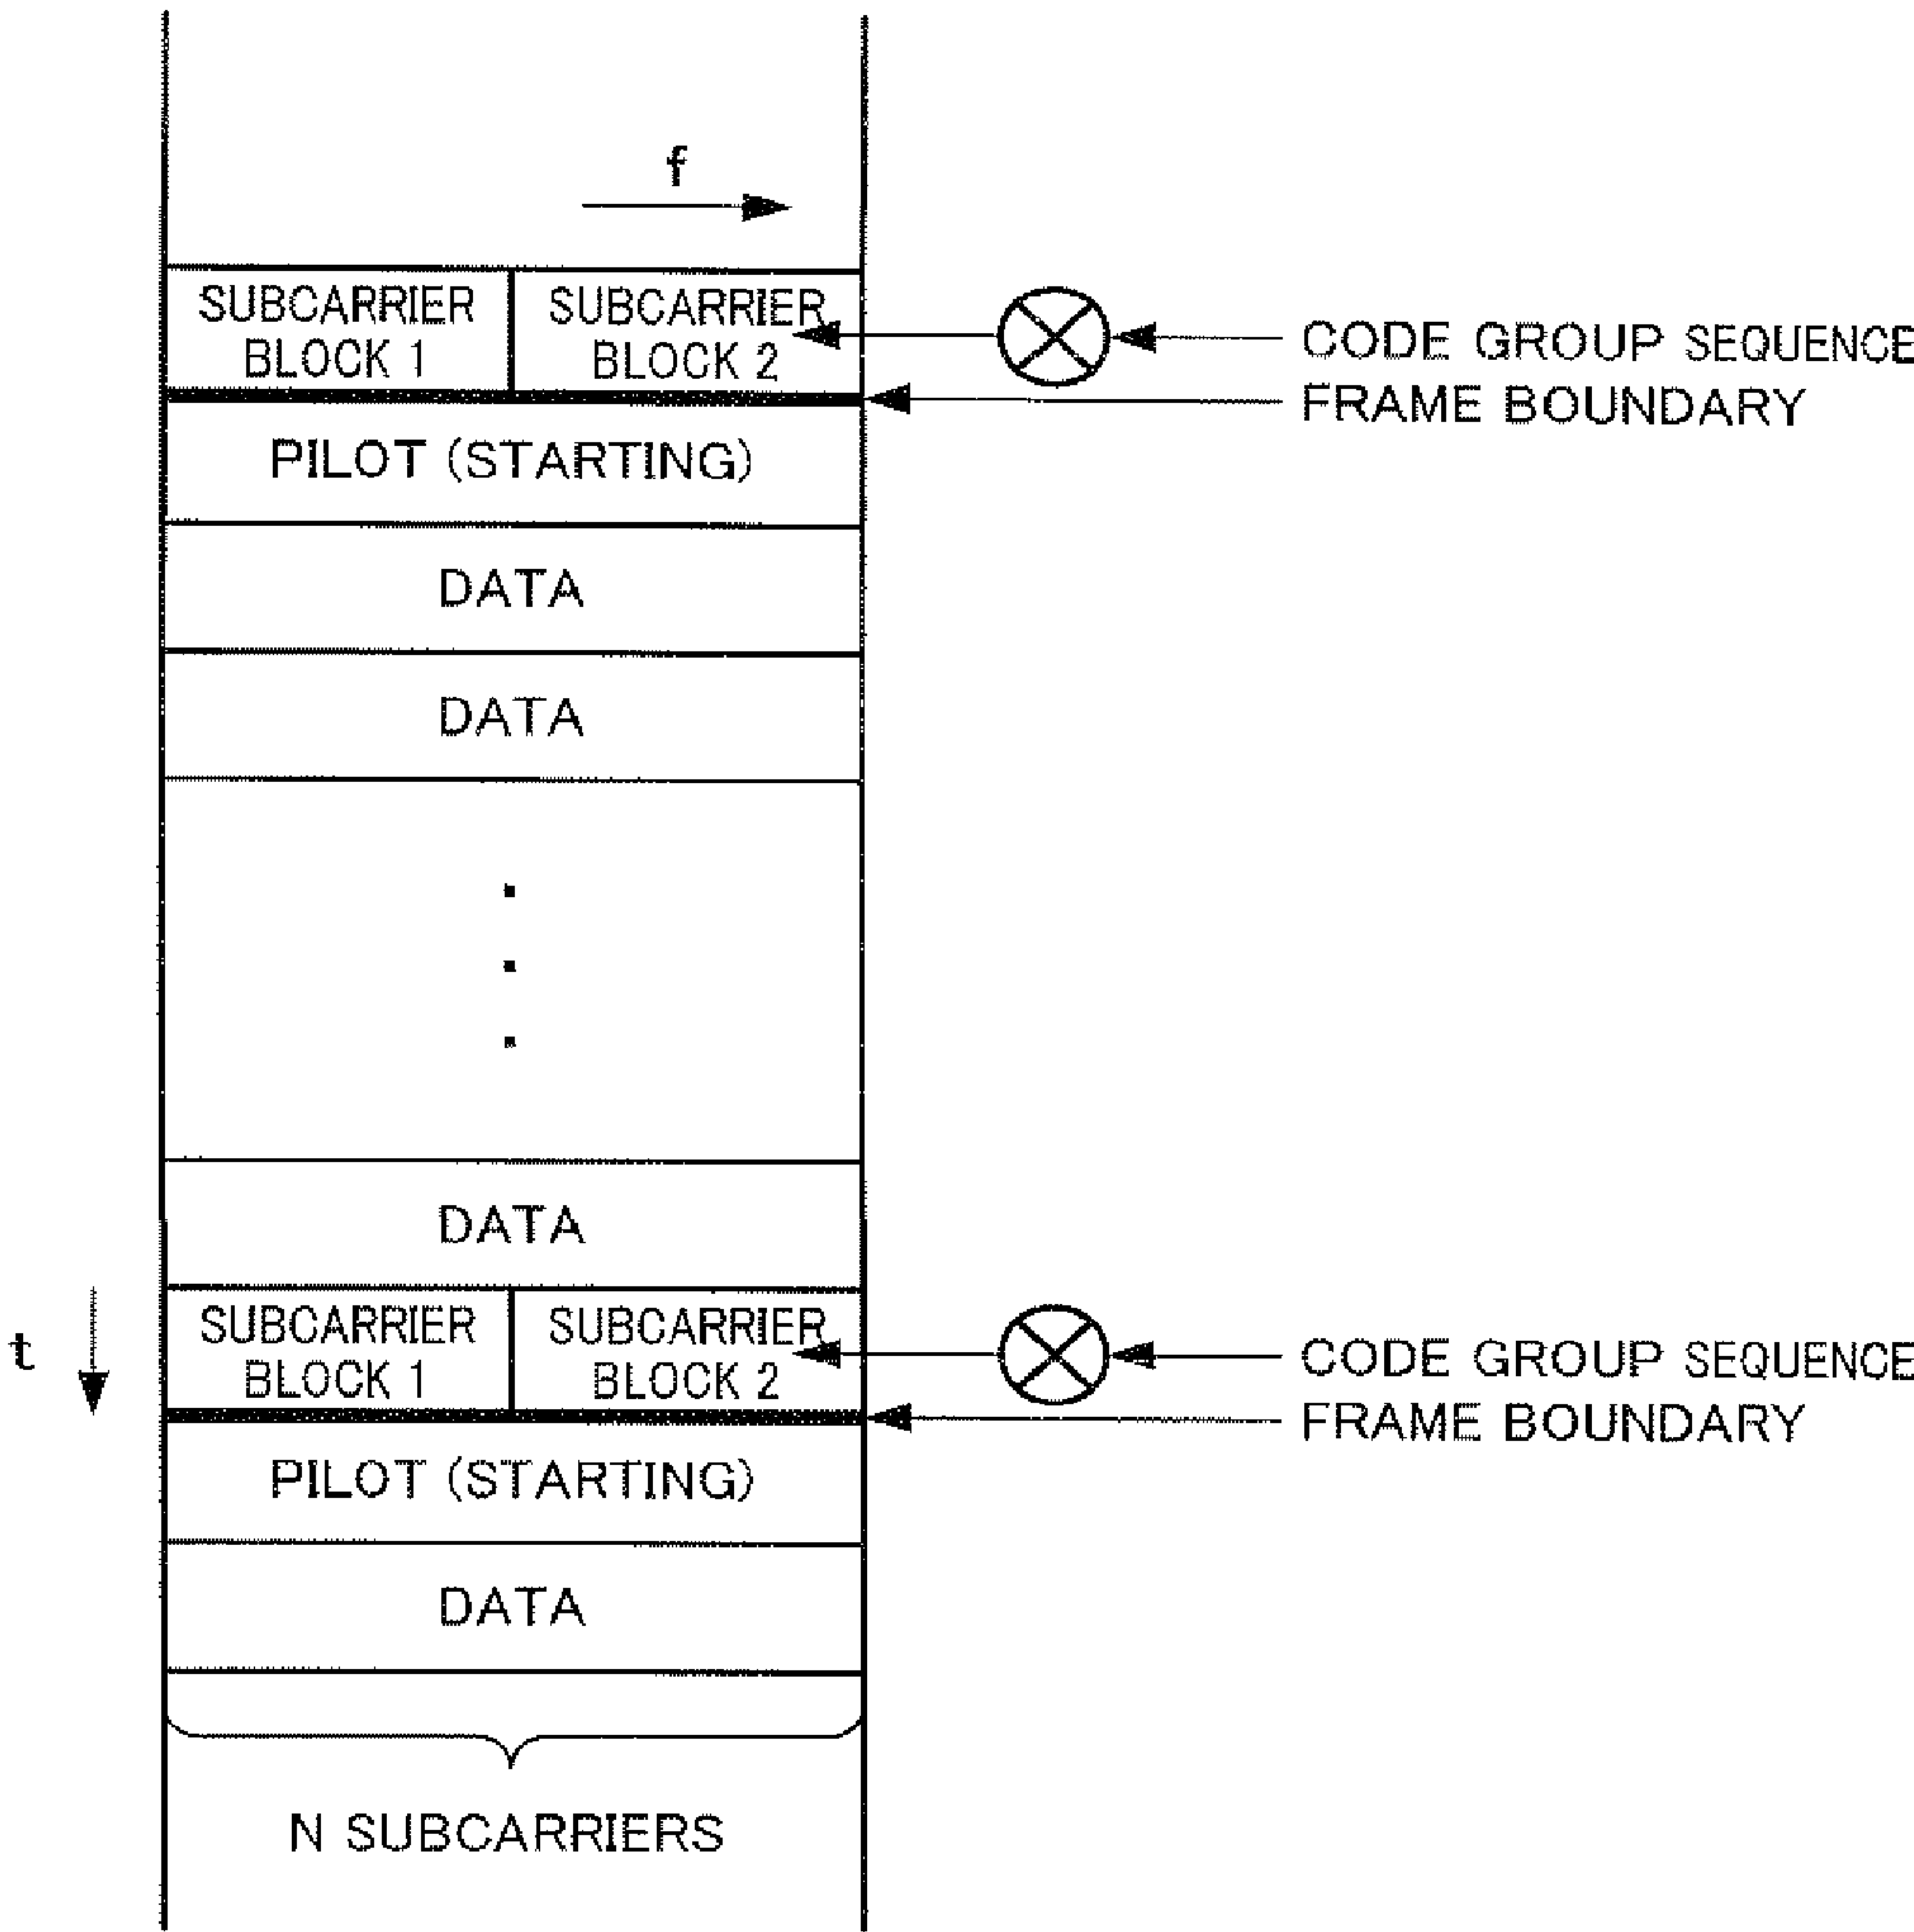 f
SUBCARRIER
BLOCK 1
SUBCARRIER
BLOCK 2
CODE GROUP SEQUENCE
FRAME BOUNDARY
PILOT (STARTING)
DATA
DATA
DATA
t
SUBCARRIER
BLOCK 1
SUBCARRIER
BLOCK 2
CODE GROUP SEQUENCE
FRAME BOUNDARY
PILOT (STARTING)
DATA
N SUBCARRIERS